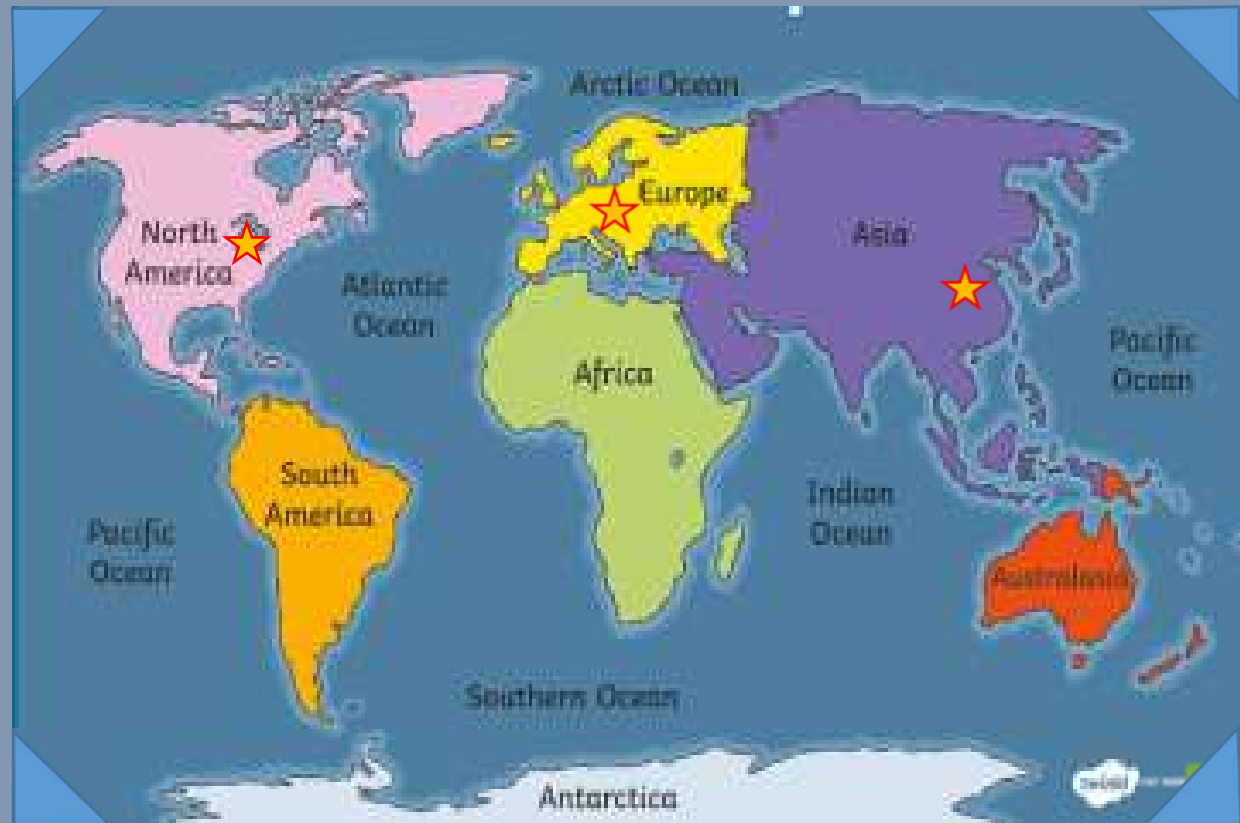 Arctic Ocean
Europe
North
America
Asia
Atlantic
Ocean
Pacific
Ocean
Africa
South
America
Indian
Ocean
Pacific
Ocean
Australasia
Southern Ocean
Antarctica